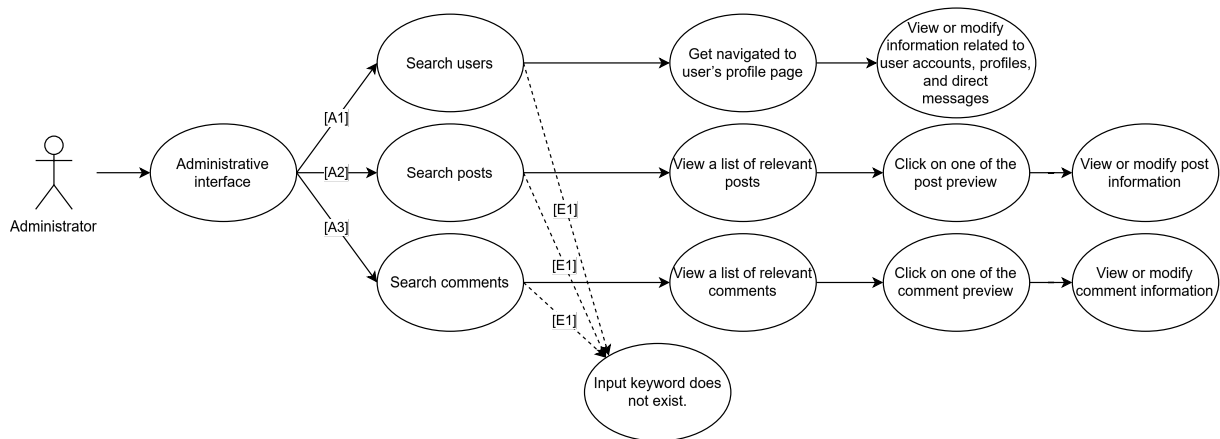 Administrator
Administrative
interface
[A1]
[A2]
[A3]
Search users
Get navigated to
user's profile page
View or modify
information related to
user accounts, profiles,
and direct
messages
Search posts
View a list of relevant
posts
Click on one of the
post preview
View or modify post
information
Search comments
View a list of relevant
comments
Click on one of the
comment preview
View or modify
comment information
[E1]
[E1]
[E1]
Input keyword does
not exist.